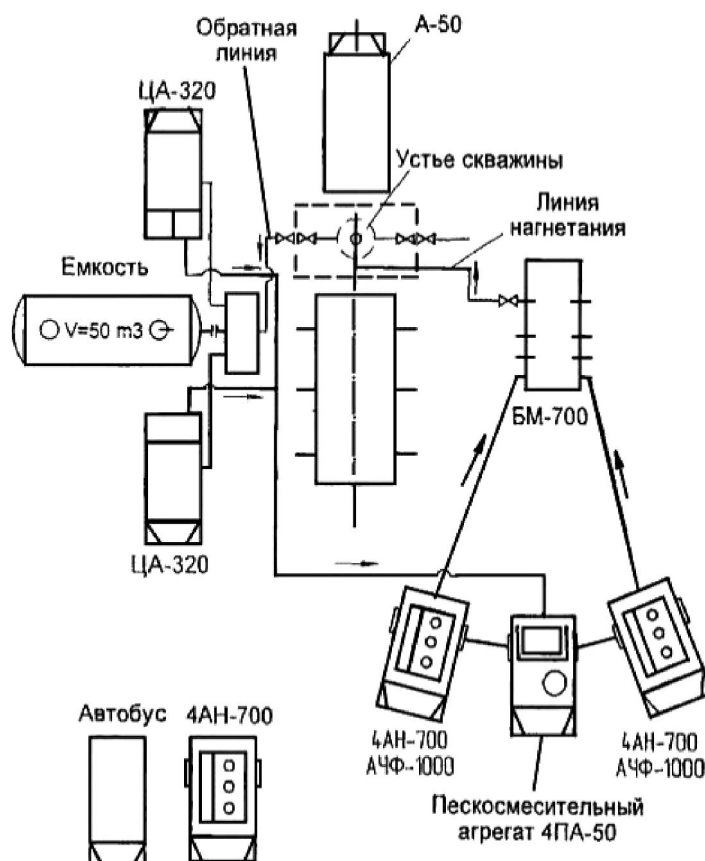 Обратная
линия
А-50
ЦА-320
Устье скважины
Линия
нагнетания
Емкость
V=50 m3
БМ-700
ЦА-320
Автобус
4АН-700
4АН-700
АЧФ-1000
4АН-700
АЧФ-1000
Пескосмесительный
агрегат 4ПА-50